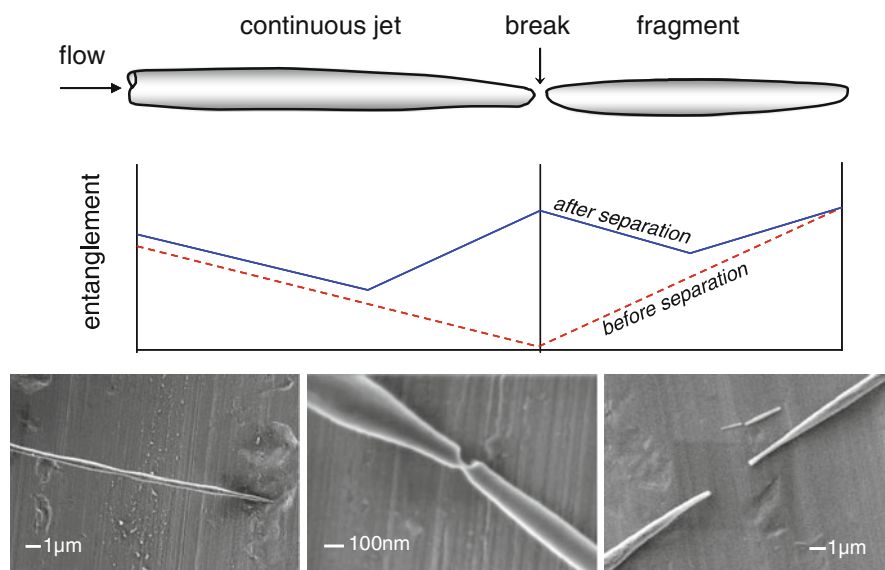 continuous jet
break
fragment
flow
entanglement
after separation
before separation
1µm
100nm
1µm